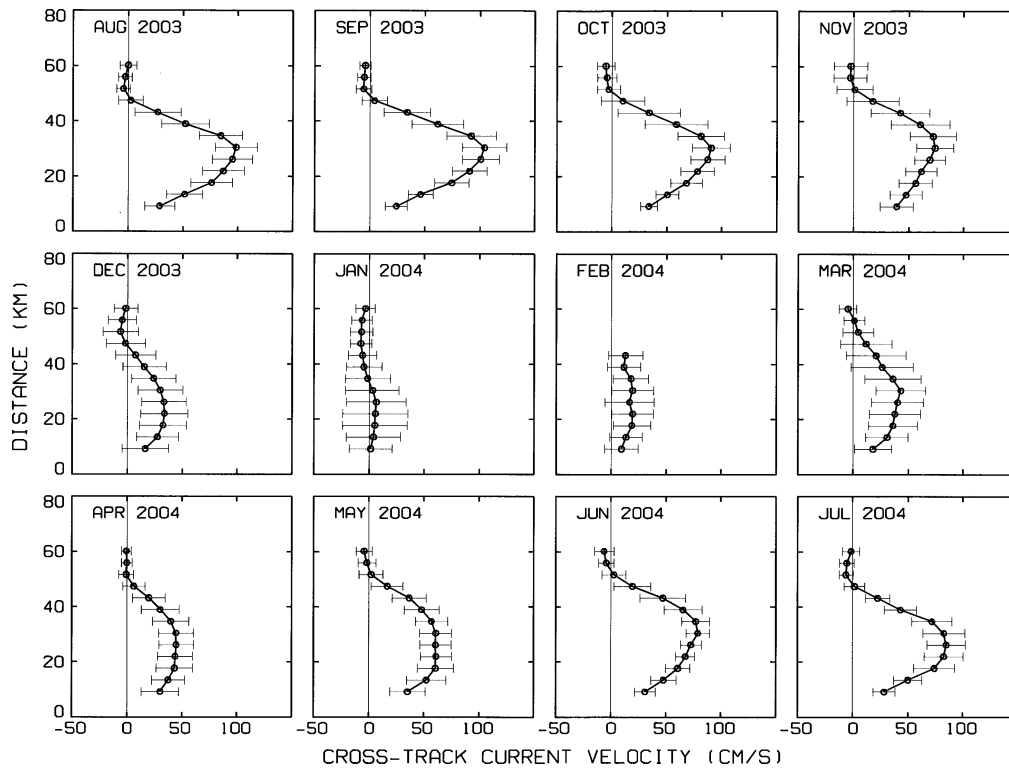 80
60
40
20
0
AUG 2003
SEP 2003
OCT 2003
NOV 2003
DISTANCE (KM)
80
60
40
20
0
DEC 2003
JAN 2004
FEB 2004
MAR 2004
80
60
40
20
0
APR 2004
MAY 2004
JUN 2004
JUL 2004
-50 0 50 100 -50 0 50 100 -50 0 50 100 -50 0 50 100
CROSS-TRACK CURRENT VELOCITY (CM/S)